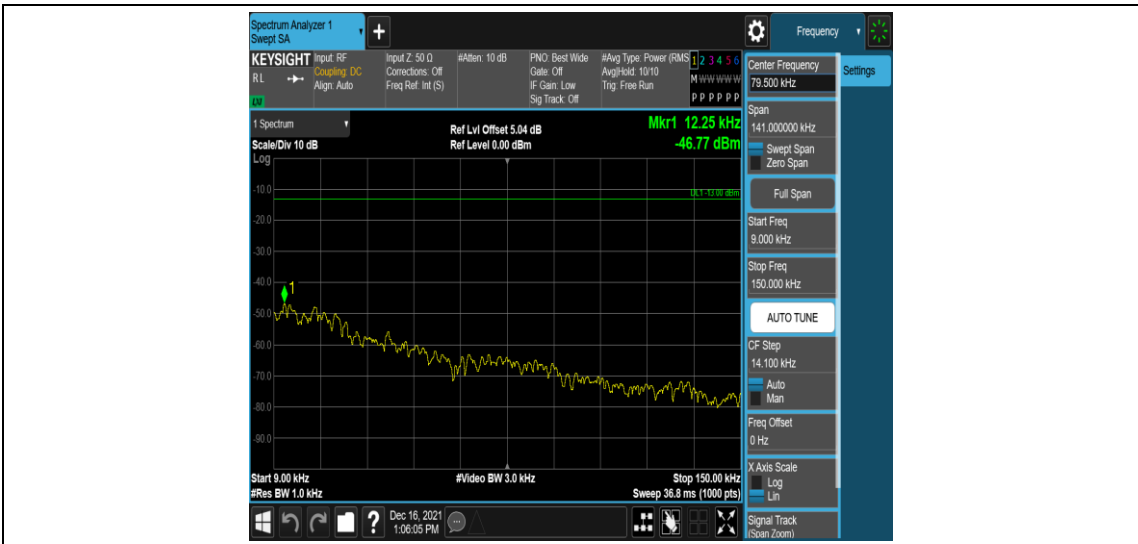 Spectrum Analyzer 1
Swept SA
+
Frequency
KEYSIGHT
RL
LXI
Input: RF
Coupling: DC
Align: Auto
Input Z: 50 Ω
Corrections: Off
Freq Ref: Int (S)
#Atten: 10 dB
PNO: Best Wide
Gate: Off
IF Gain: Low
Sig Track: Off
#Avg Type: Power (RMS
Avg|Hold: 10/10
Trig: Free Run
1 2 3 4 5 6
M W W W W W
P P P P P P
Center Frequency
79.500 kHz
Settings
1 Spectrum
Scale/Div 10 dB
Log
Ref Lvl Offset 5.04 dB
Ref Level 0.00 dBm
Mkr1 12.25 kHz
-46.77 dBm
Span
141.000000 kHz
Swept Span
Zero Span
Full Span
Start Freq
9.000 kHz
Stop Freq
150.000 kHz
AUTO TUNE
CF Step
14.100 kHz
Auto
Man
Freq Offset
0 Hz
X Axis Scale
Log
Lin
Signal Track
(Span Zoom)
DL1 -13.00 dBm
-10.0
-20.0
-30.0
-40.0
1
-50.0
-60.0
-70.0
-80.0
-90.0
Start 9.00 kHz
#Res BW 1.0 kHz
#Video BW 3.0 kHz
Stop 150.00 kHz
Sweep 36.8 ms (1000 pts)
?
Dec 16, 2021
1:06:05 PM